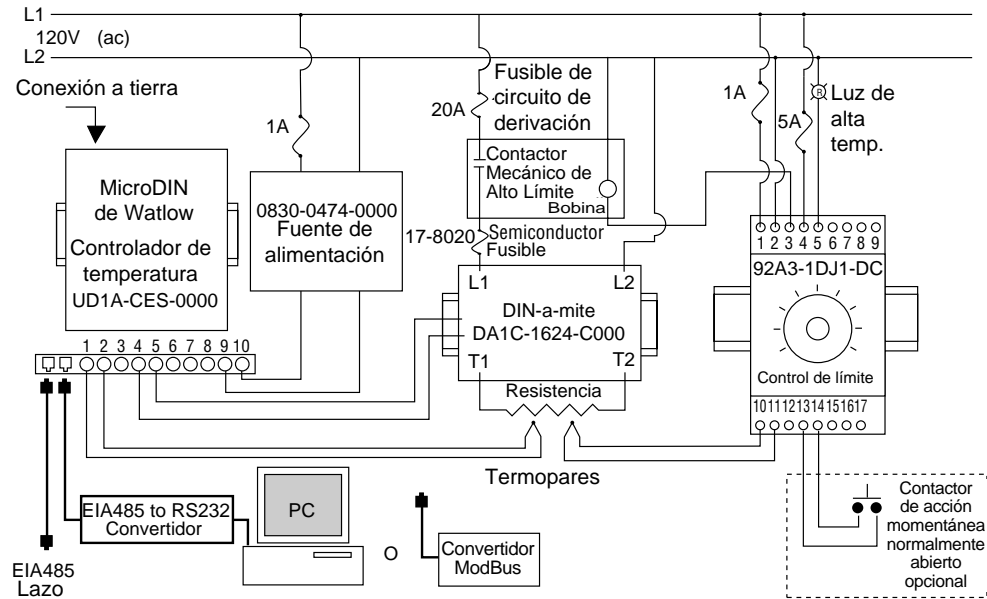 L1
120V (ac)
L2
Conexión a tierra
1A
20A
Fusible de
circuito de
derivación
1A
5A
R
Luz de
alta
temp.
MicroDIN
de Watlow
Controlador de
temperatura
UD1A-CES-0000
0830-0474-0000
Fuente de
alimentación
Contactor
Mecánico de
Alto Límite
Bobina
17-8020
Semiconductor
Fusible
L1
L2
DIN-a-mite
DA1C-1624-C000
T1
T2
Resistencia
1 2 3 4 5 6 7 8 9
92A3-1DJ1-DC
Control de límite
10 11 12 13 14 15 16 17
1 2 3 4 5 6 7 8 9 10
Termopares
EIA485 to RS232
Convertidor
PC
O
Convertidor
ModBus
EIA485
Lazo
Contactor
de acción
momentánea
normalmente
abierto
opcional